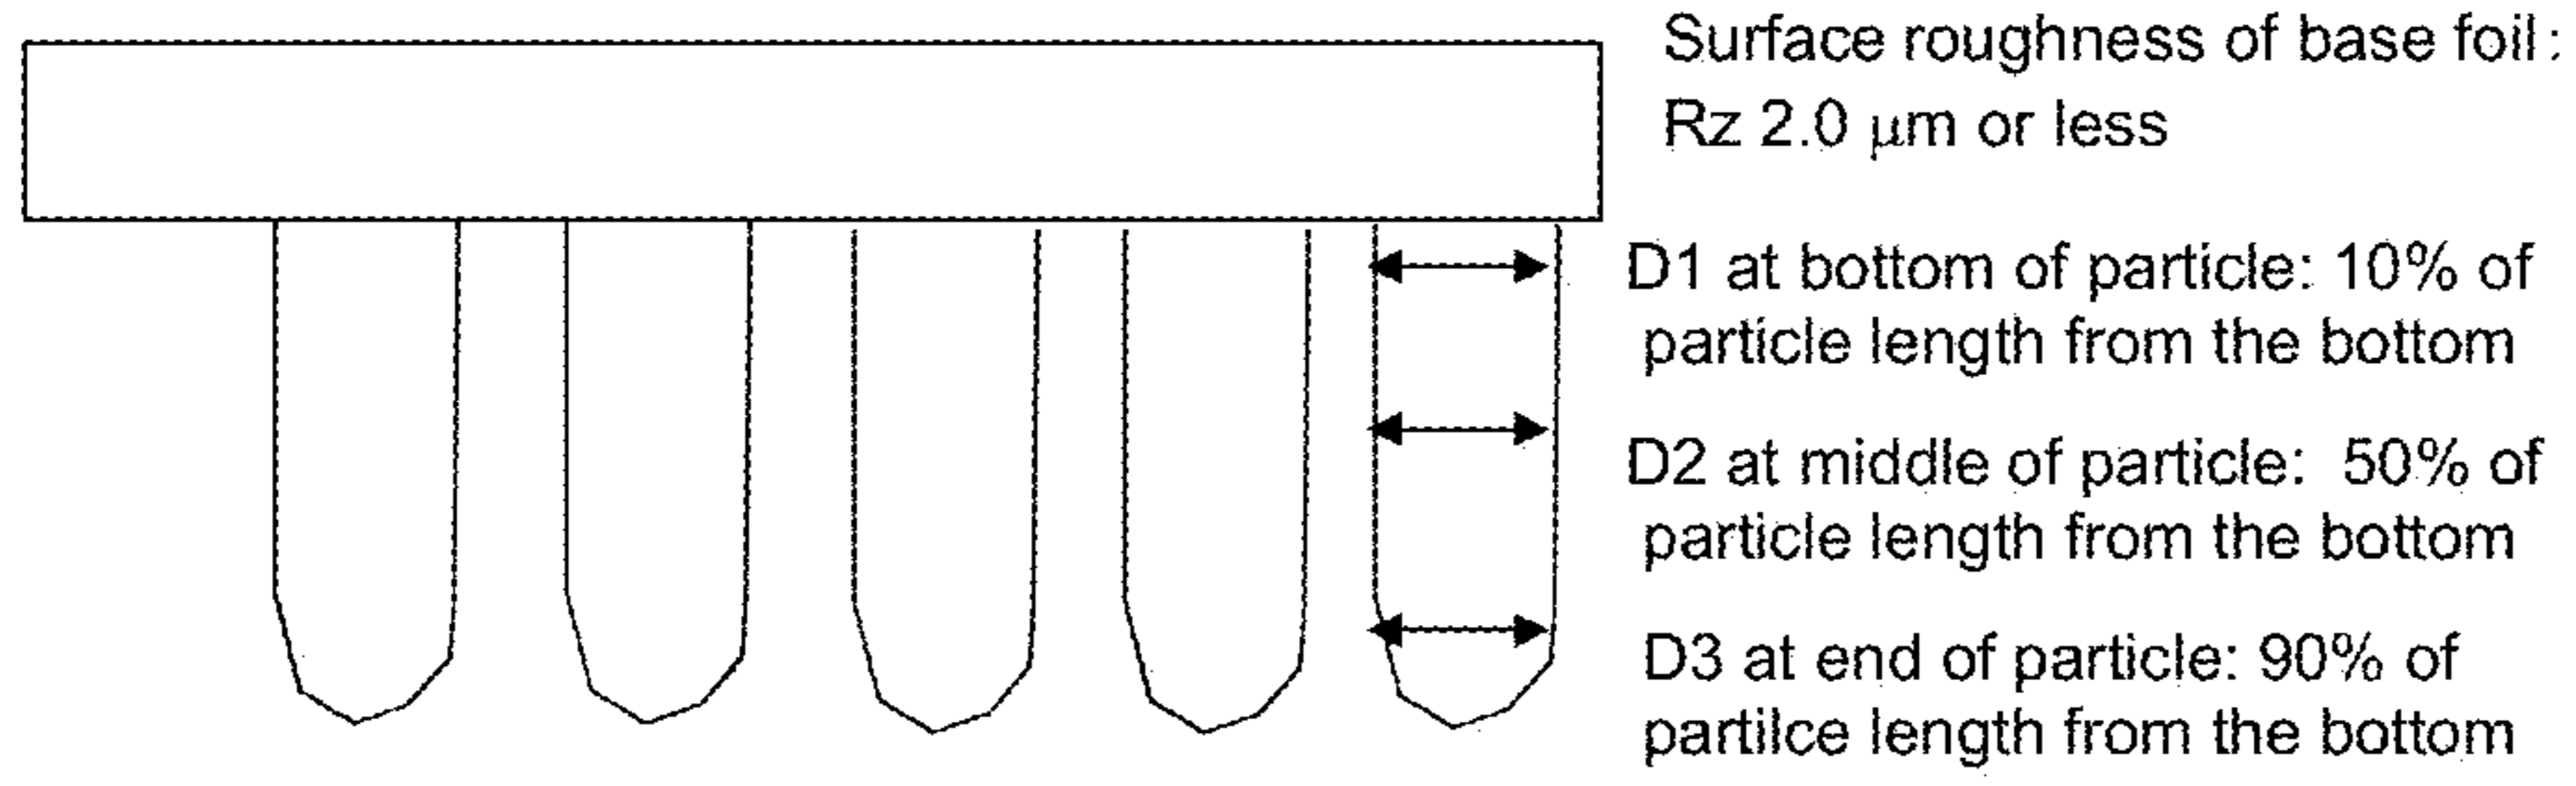 Surface roughness of base foil:
Rz 2.0 μm or less
D1 at bottom of particle: 10% of
particle length from the bottom
D2 at middle of particle: 50% of
particle length from the bottom
D3 at end of particle: 90% of
partilce length from the bottom